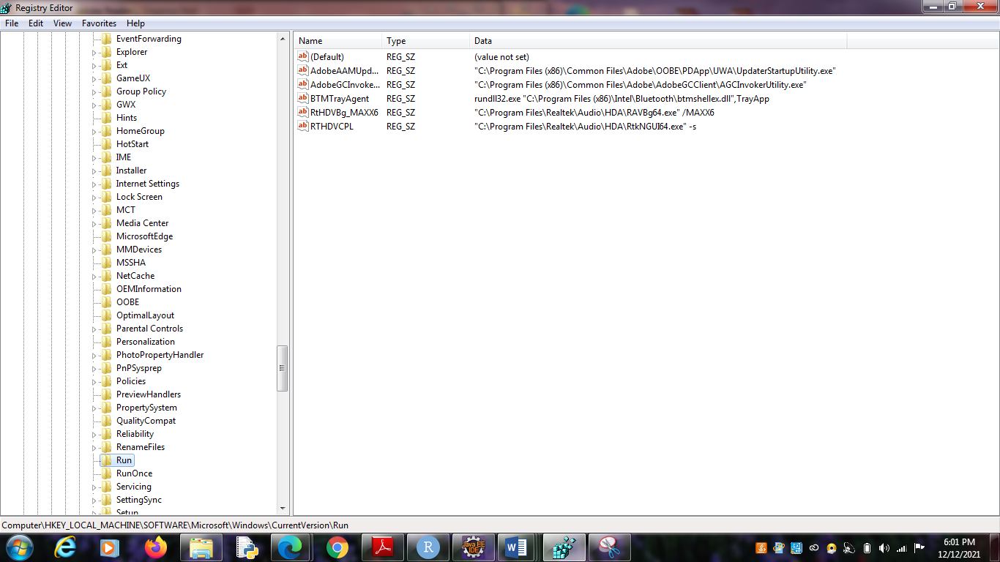 Registry Editor
File Edit View Favorites Help
EventForwarding
Explorer
Ext
GameUX
Group Policy
GWX
Hints
HomeGroup
HotStart
IME
Installer
Internet Settings
Lock Screen
MCT
Media Center
MicrosoftEdge
MMDevices
MSSHA
NetCache
OEMInformation
OOBE
OptimalLayout
Parental Controls
Personalization
PhotoPropertyHandler
PnPSysprep
Policies
PreviewHandlers
PropertySystem
QualityCompat
Reliability
RenameFiles
Run
RunOnce
Servicing
SettingSync
Setup
Name Type Data
ab (Default) REG_SZ (value not set)
ab AdobeAAMUpd... REG_SZ "C:\Program Files (x86)\Common Files\Adobe\OOBE\PDApp\UWA\UpdaterStartupUtility.exe"
ab AdobeGCInvoke... REG_SZ "C:\Program Files (x86)\Common Files\Adobe\AdobeGCClient\AGCInvokerUtility.exe"
ab BTMTrayAgent REG_SZ rundll32.exe "C:\Program Files (x86)\Intel\Bluetooth\btmshellex.dll",TrayApp
ab RtHDVBg_MAXX6 REG_SZ "C:\Program Files\Realtek\Audio\HDA\RAVBg64.exe" /MAXX6
ab RTHDVCPL REG_SZ "C:\Program Files\Realtek\Audio\HDA\RtkNGUI64.exe" -s
Computer\HKEY_LOCAL_MACHINE\SOFTWARE\Microsoft\Windows\CurrentVersion\Run
R
Java EE
IDE
W
6:01 PM
12/12/2021